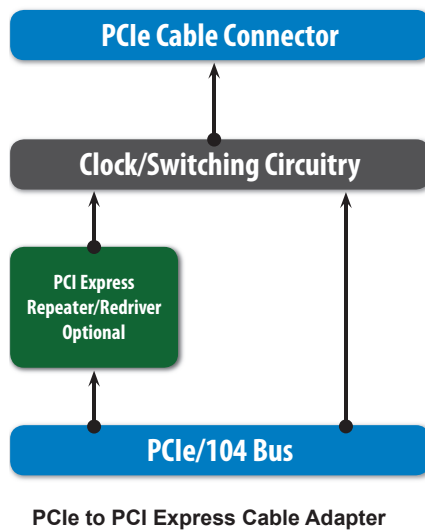 PCIe Cable Connector
Clock/Switching Circuitry
PCI Express
Repeater/Redriver
Optional
PCIe/104 Bus
PCIe to PCI Express Cable Adapter